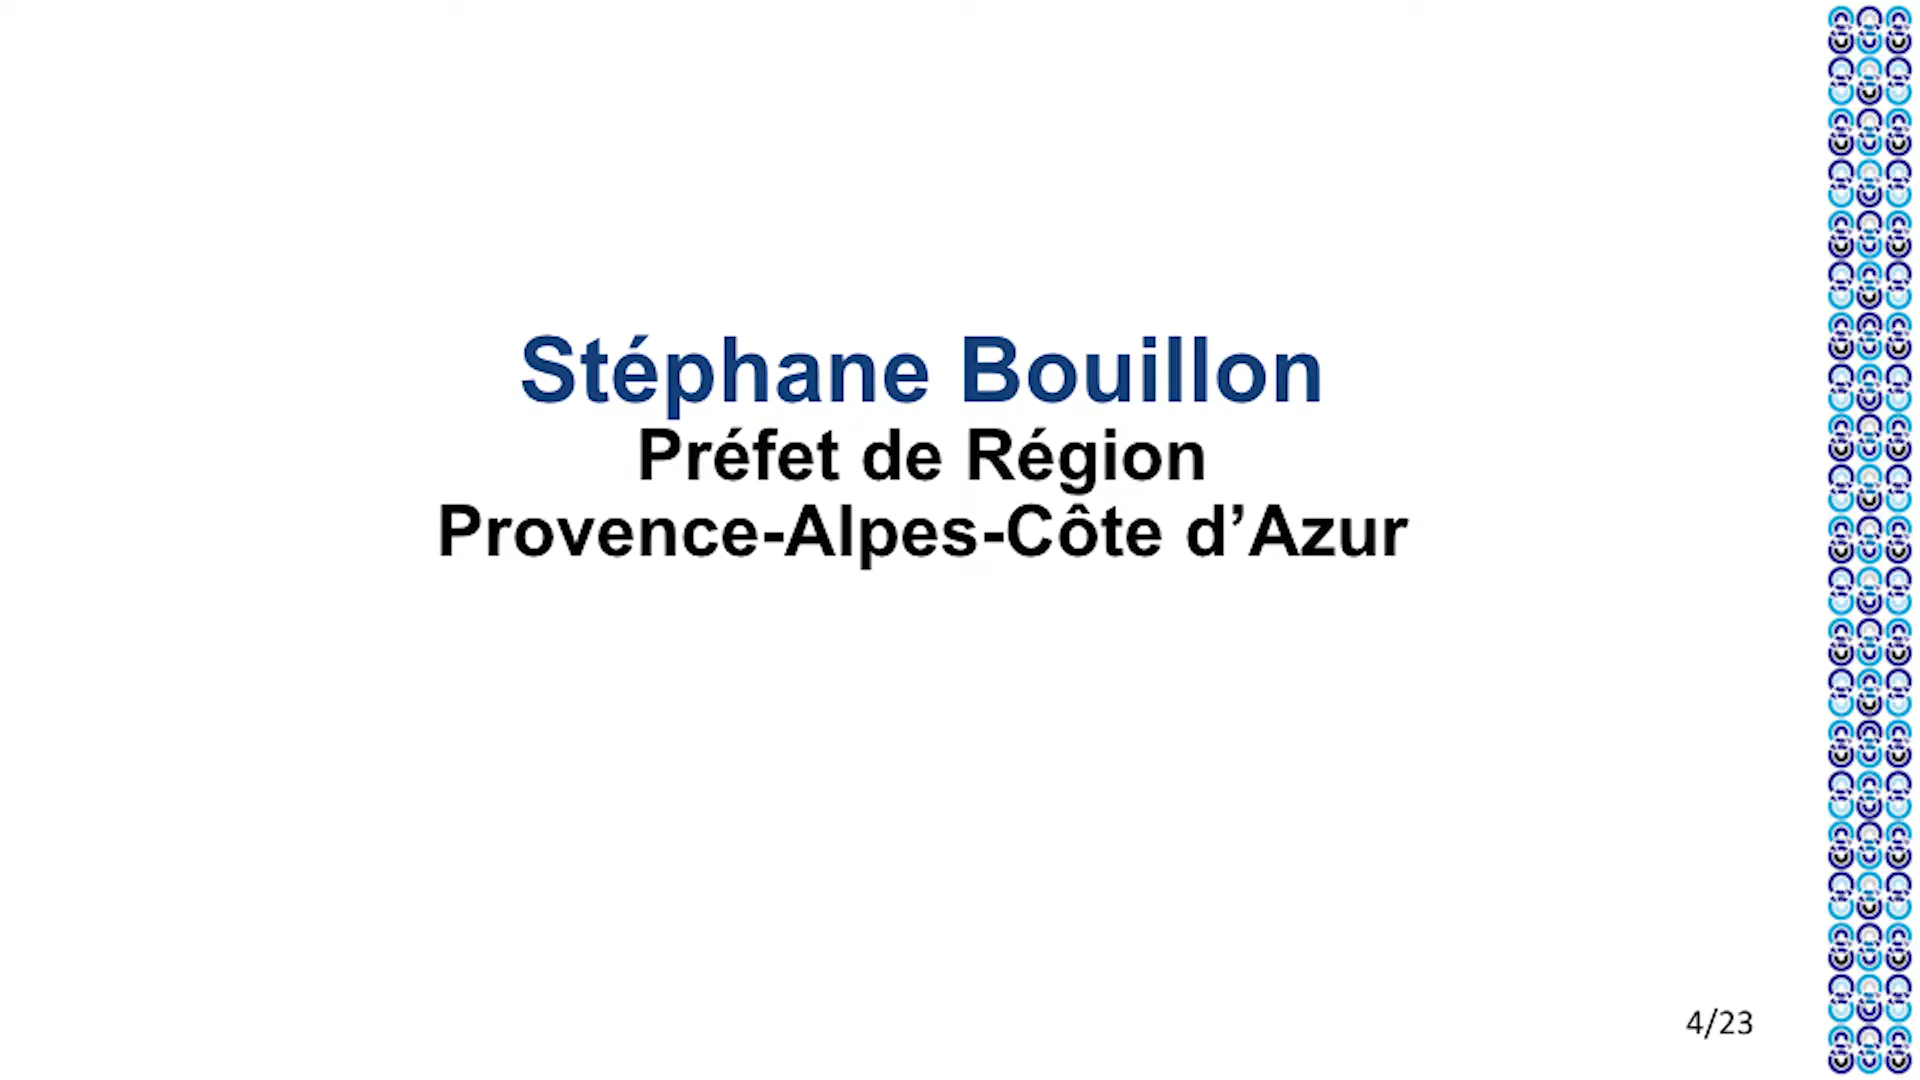 Stéphane Bouillon
Préfet de Région
Provence-Alpes-Côte d’Azur
4/23